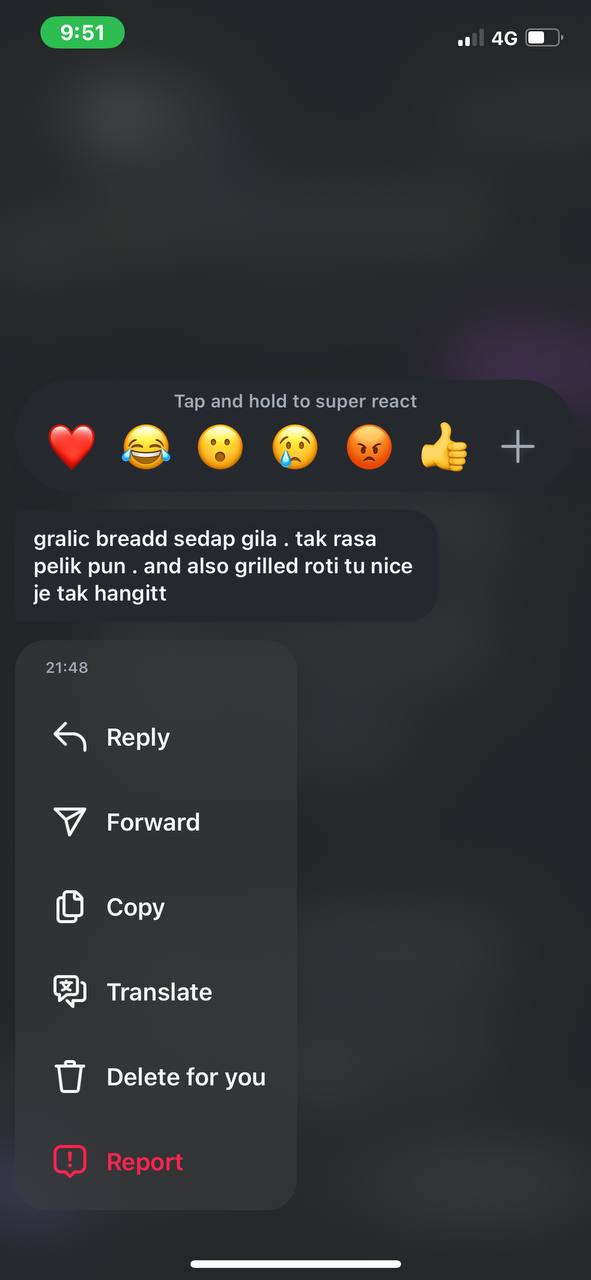 9:51
4G
Tap and hold to super react
gralic breadd sedap gila . tak rasa
pelik pun . and also grilled roti tu nice
je tak hangitt
21:48
Reply
Forward
Copy
Translate
Delete for you
Report